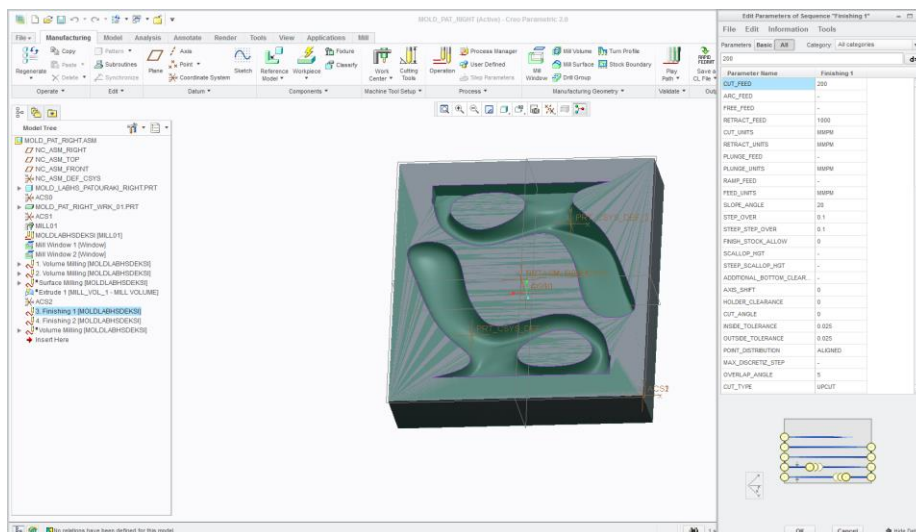 MOLD_PAT_RIGHT (Active) - Creo Parametric 2.0
File Manufacturing Model Analysis Annotate Render Tools View Applications Mill
Regenerate
Copy
Paste
Delete
Operate
Pattern
Subroutines
Synchronize
Edit
Plane
Axis
Point
Coordinate System
Sketch
Datum
Reference Model
Workpiece
Fixture
Classify
Components
Work Center
Cutting Tools
Machine Tool Setup
Operation
Process Manager
User Defined
Step Parameters
Process
Mill Window
Mill Volume
Mill Surface
Drill Group
Turn Profile
Stock Boundary
Manufacturing Geometry
Play Path
Validate
Save a CL File
Model Tree
MOLD_PAT_RIGHT.ASM
NC_ASM_RIGHT
NC_ASM_TOP
NC_ASM_FRONT
NC_ASM_DEF_CSYS
MOLD_LABHS_PATOURAKI_RIGHT.PRT
ACS0
MOLD_PAT_RIGHT_WRK_01.PRT
ACS1
MILL01
MOLDLABHSDEKSI [MILL01]
Mill Window 1 [Window]
Mill Window 2 [Window]
1. Volume Milling [MOLDLABHSDEKSI]
2. Volume Milling [MOLDLABHSDEKSI]
*Surface Milling [MOLDLABHSDEKSI]
*Extrude 1 [MILL_VOL_1 - MILL VOLUME]
ACS2
3. Finishing 1 [MOLDLABHSDEKSI]
4. Finishing 2 [MOLDLABHSDEKSI]
*Volume Milling [MOLDLABHSDEKSI]
Insert Here
No relations have been defined for this model.
Edit Parameters of Sequence "Finishing 1"
File Edit Information Tools
Parameters Basic All Category: All categories
200
Parameter Name Finishing 1
CUT_FEED 200
ARC_FEED -
FREE_FEED -
RETRACT_FEED 1000
CUT_UNITS MMPM
RETRACT_UNITS MMPM
PLUNGE_FEED -
PLUNGE_UNITS MMPM
RAMP_FEED -
FEED_UNITS MMPM
SLOPE_ANGLE 20
STEP_OVER 0.1
STEEP_STEP_OVER 0.1
FINISH_STOCK_ALLOW 0
SCALLOP_HGT -
STEEP_SCALLOP_HGT -
ADDITIONAL_BOTTOM_CLEAR... -
AXIS_SHIFT 0
HOLDER_CLEARANCE 0
CUT_ANGLE 0
INSIDE_TOLERANCE 0.025
OUTSIDE_TOLERANCE 0.025
POINT_DISTRIBUTION ALIGNED
MAX_DISCRETIZ_STEP -
OVERLAP_ANGLE 5
CUT_TYPE UPCUT
OK Cancel